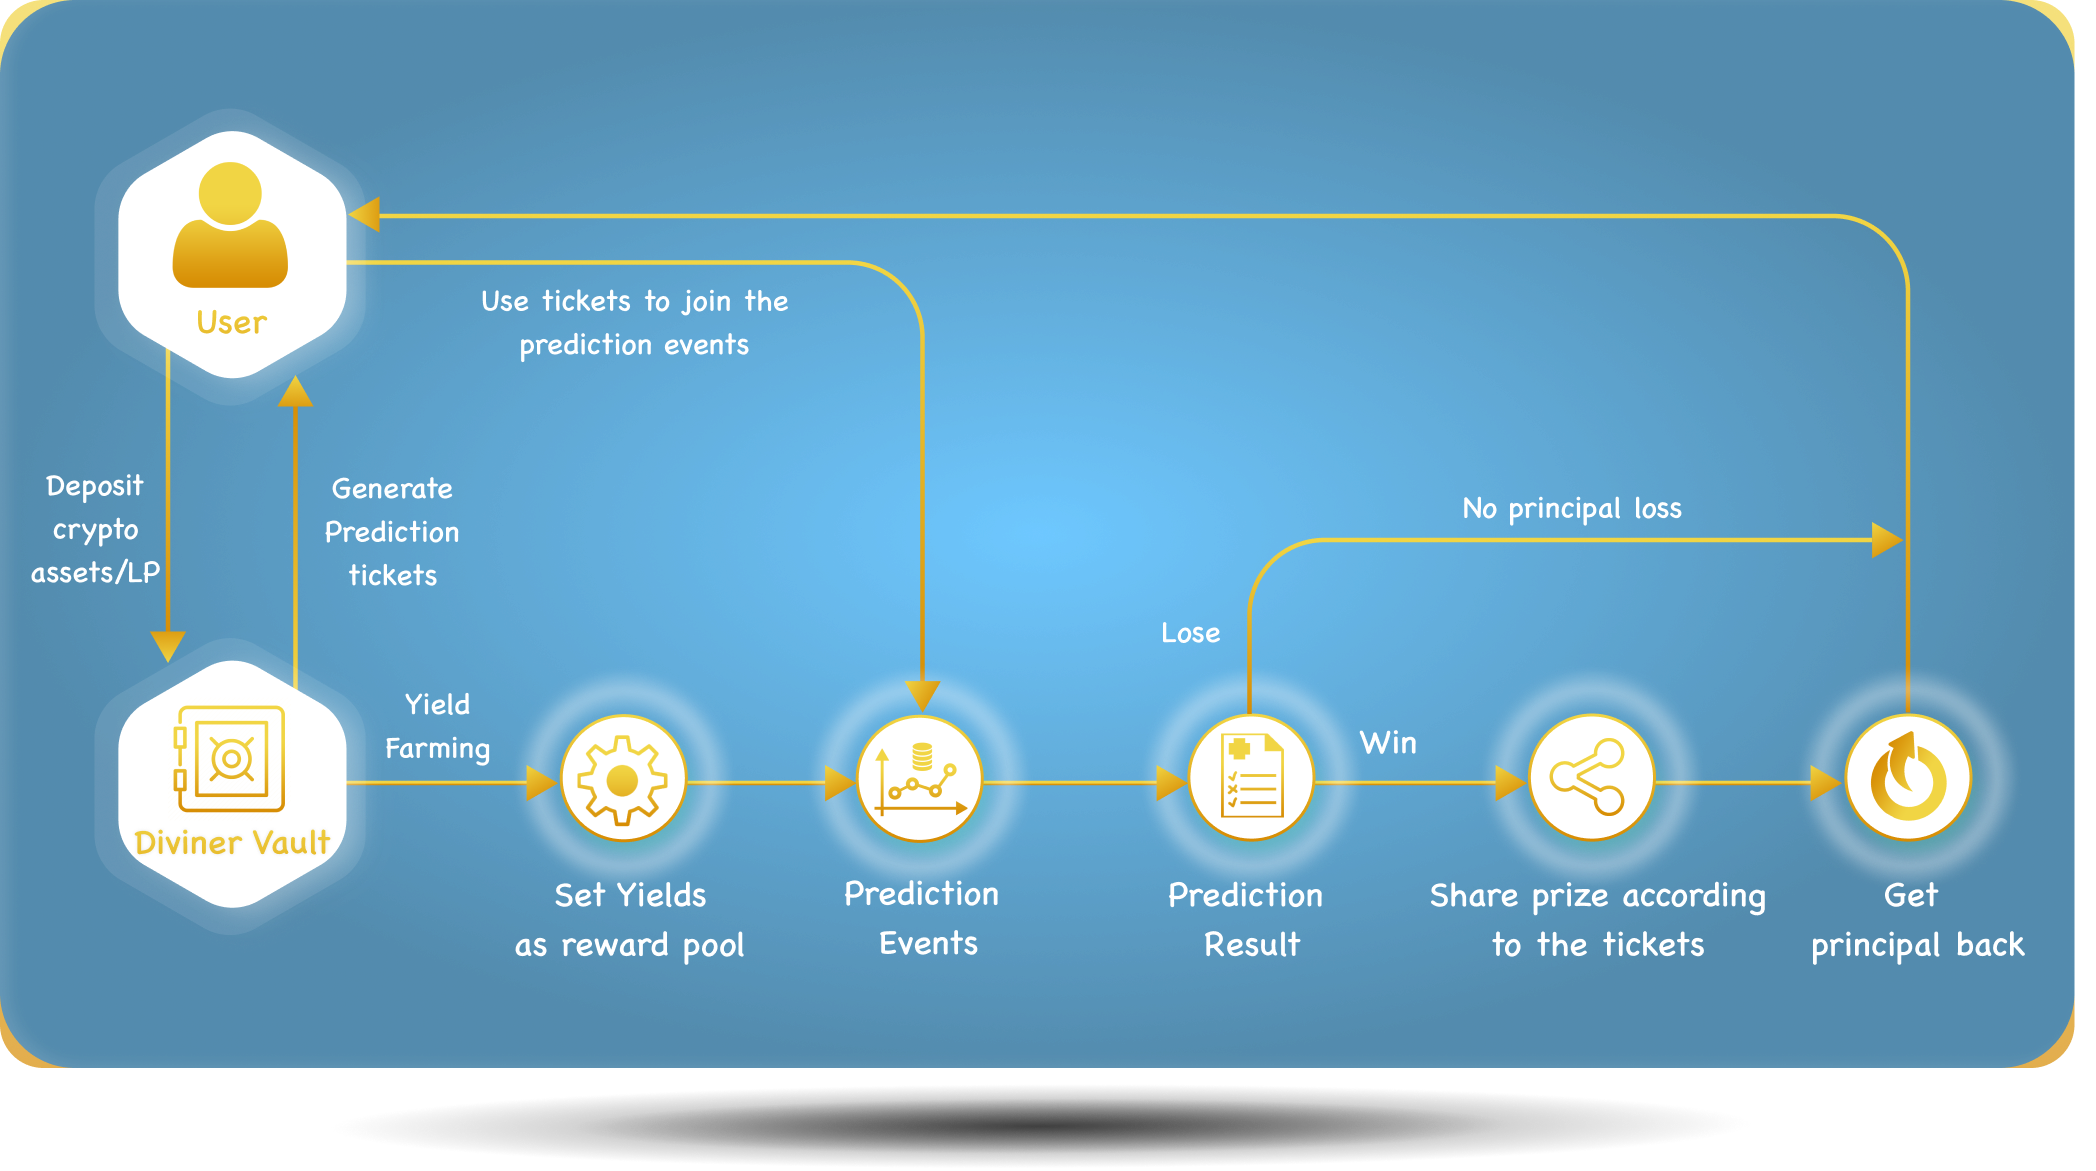 User
Use tickets to join the
prediction events
Deposit
crypto
assets/LP
Generate
Prediction
tickets
No principal loss
Lose
Yield
Farming
Win
Diviner Vault
Set Yields
as reward pool
Prediction
Events
Prediction
Result
Share prize according
to the tickets
Get
principal back